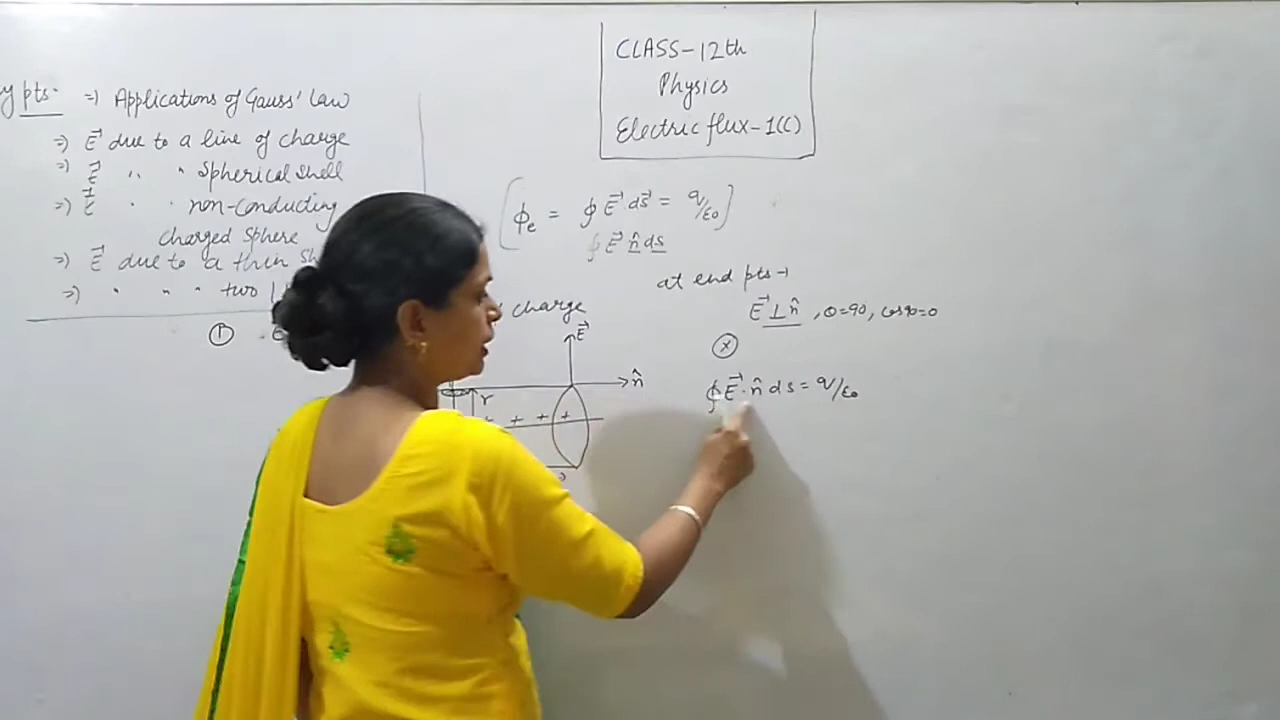 CLASS-12th
Physics
Electric flux-1(C)
pts. => Applications of Gauss' Law
=> E⃗ due to a line of charge
=> E⃗ " " Spherical shell
=> E⃗ " " non-conducting
charged Sphere
=> E⃗ due to a thin
=> " " " two
[ϕe = ∮ E⃗ ds⃗ = q/ε0]
∮ E⃗ n̂ ds
at end pts →
E⃗ ⊥ n̂ , θ=90, cos90=0
charge
P
E⃗
n̂
r
+ + +
x
∮ E⃗ . n̂ ds = q/ε0